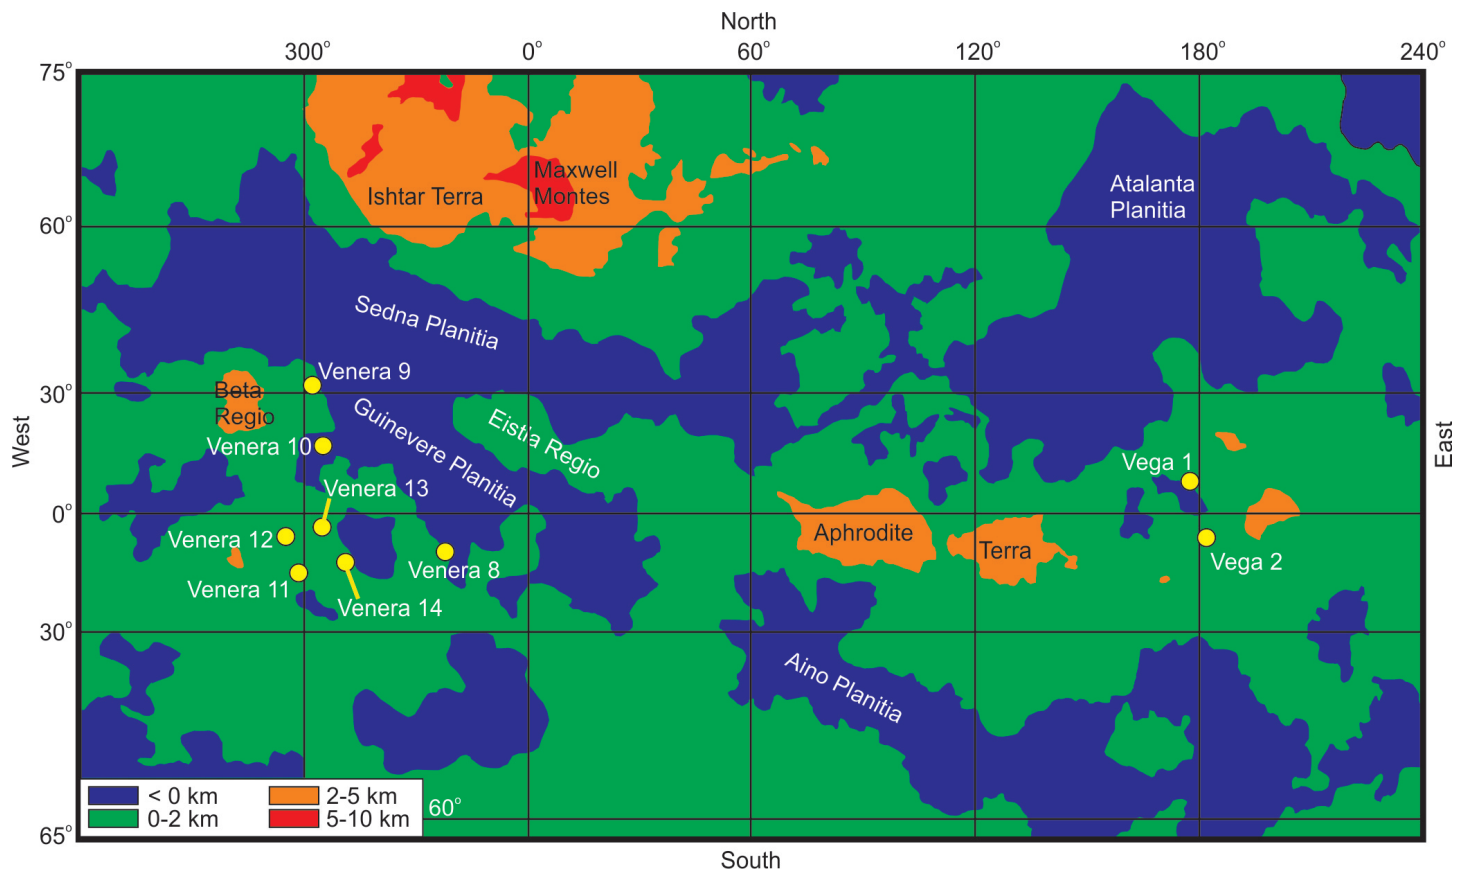 North
300° 0° 60° 120° 180° 240°
75°
Maxwell
Montes
Ishtar Terra
Atalanta
Planitia
60°
Sedna Planitia
Venera 9
30°
Beta
Regio
Guinevere Planitia
Eistla Regio
West
East
Venera 10
Vega 1
Venera 13
0°
Aphrodite
Terra
Venera 12
Venera 8
Vega 2
Venera 11
Venera 14
30°
Aino Planitia
< 0 km
2-5 km
0-2 km
5-10 km
60°
65°
South